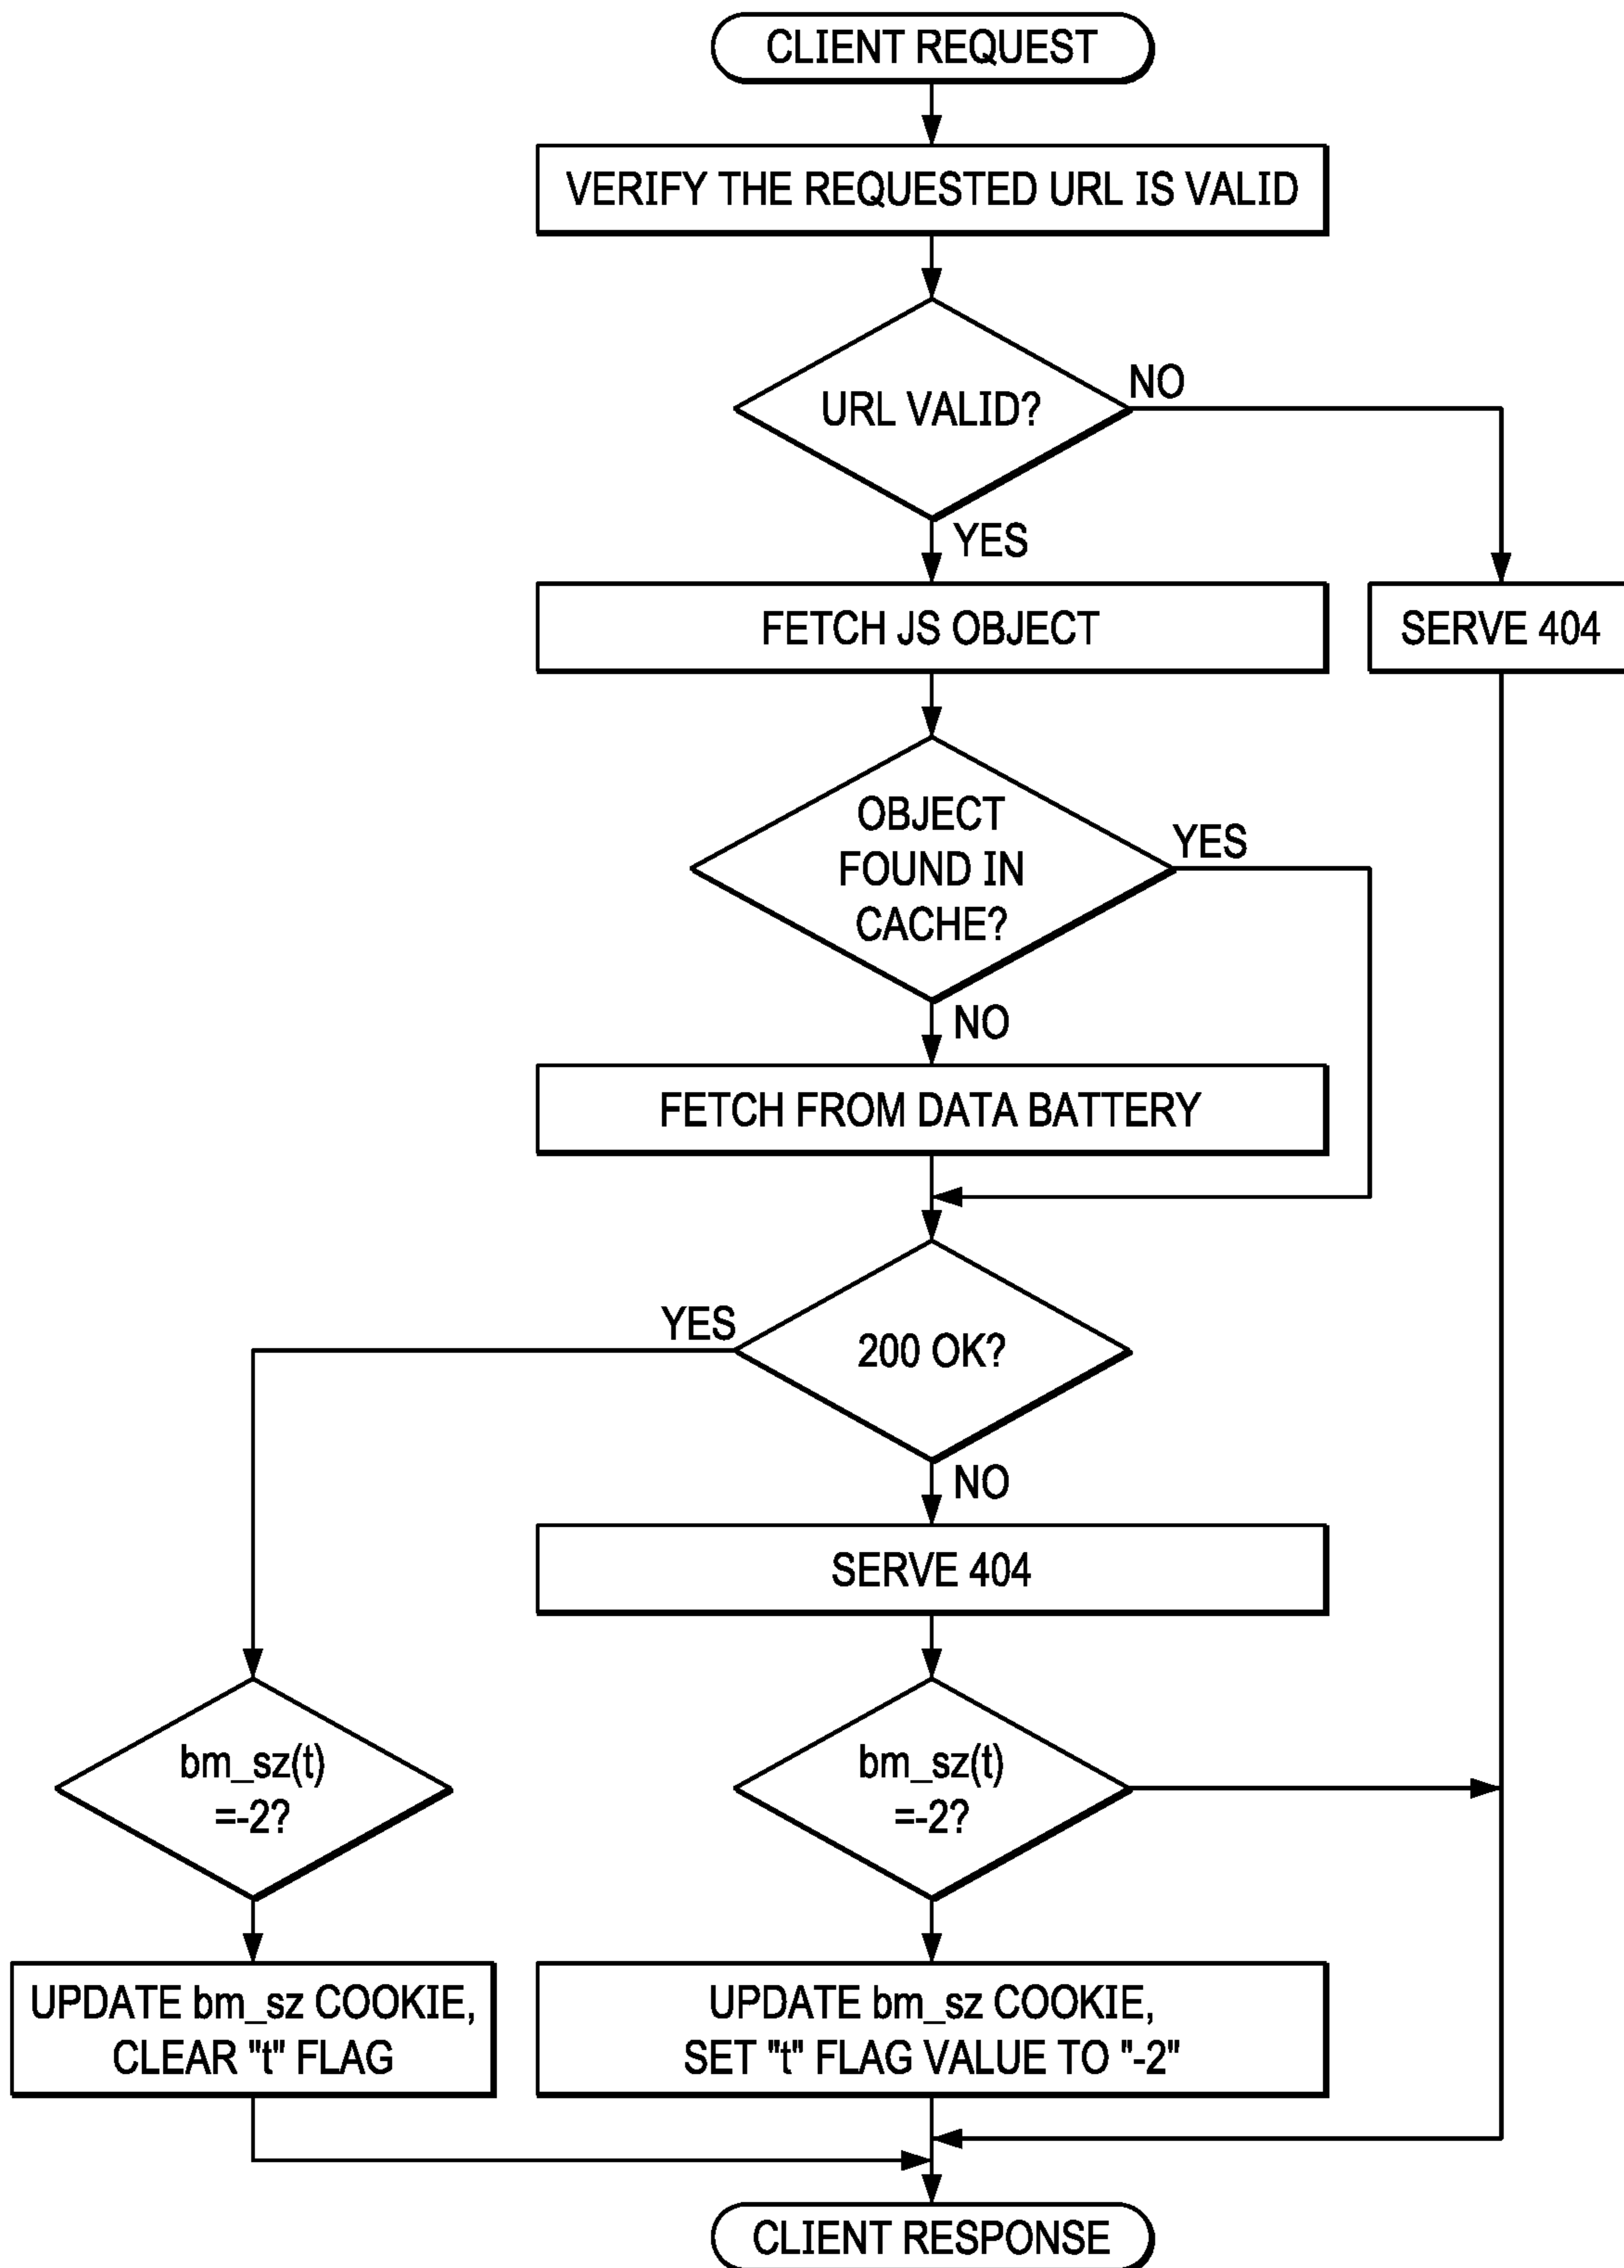 CLIENT REQUEST
VERIFY THE REQUESTED URL IS VALID
URL VALID?
NO
YES
FETCH JS OBJECT
SERVE 404
OBJECT
FOUND IN
CACHE?
YES
NO
FETCH FROM DATA BATTERY
YES
200 OK?
NO
SERVE 404
bm_sz(t)
=-2?
bm_sz(t)
=-2?
UPDATE bm_sz COOKIE,
CLEAR "t" FLAG
UPDATE bm_sz COOKIE,
SET "t" FLAG VALUE TO "-2"
CLIENT RESPONSE